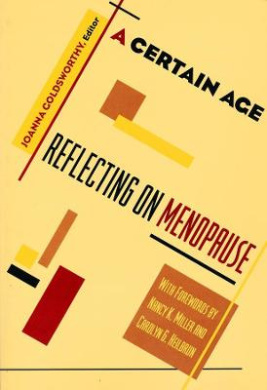 JOANNA GOLDSWORTHY, Editor
A CERTAIN AGE
REFLECTING ON MENOPAUSE
WITH FOREWORDS BY
NANCY K. MILLER AND
CAROLYN G. HEILBRUN